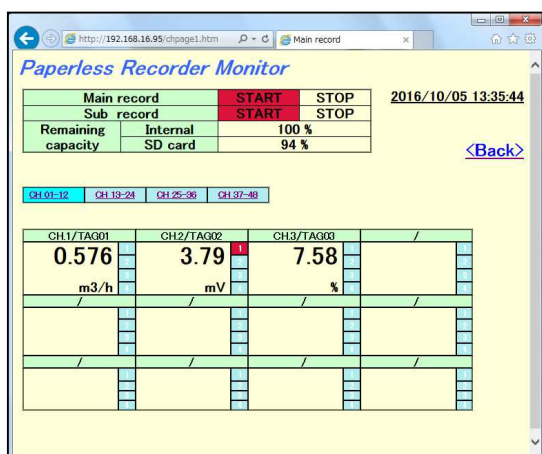 http://192.168.16.95/chpage1.htm
Main record
Paperless Recorder Monitor
Main record START STOP
Sub record START STOP
Remaining capacity Internal 100 %
SD card 94 %
2016/10/05 13:35:44
<Back>
CH.01-12 CH.13-24 CH.25-36 CH.37-48
CH.1/TAG01 CH.2/TAG02 CH.3/TAG03 /
0.576 3.79 7.58
1
m3/h mV %
/ / / /
/ / / /